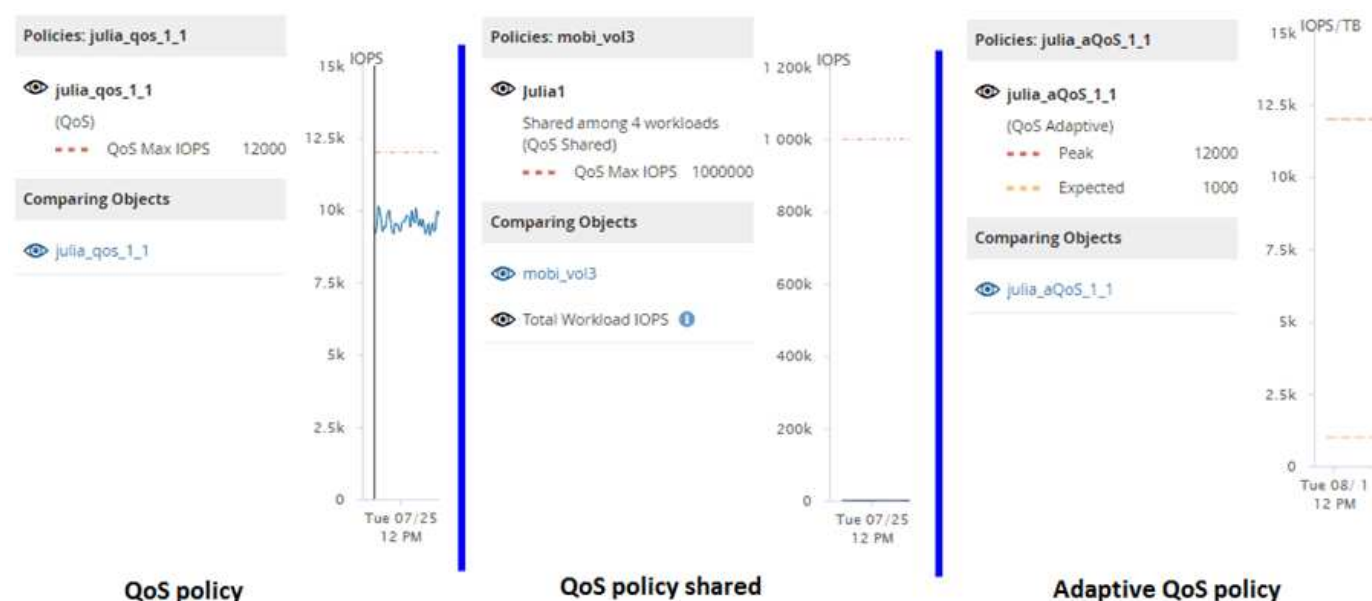 Policies: julia_qos_1_1
julia_qos_1_1
(QoS)
QoS Max IOPS 12000
Comparing Objects
julia_qos_1_1
IOPS
15k
12.5k
10k
7.5k
5k
2.5k
0
Tue 07/25
12 PM
QoS policy
Policies: mobi_vol3
Julia1
Shared among 4 workloads
(QoS Shared)
QoS Max IOPS 1000000
Comparing Objects
mobi_vol3
Total Workload IOPS i
IOPS
1 200k
1 000k
800k
600k
400k
200k
0
Tue 07/25
12 PM
QoS policy shared
Policies: julia_aQoS_1_1
julia_aQoS_1_1
(QoS Adaptive)
Peak 12000
Expected 1000
Comparing Objects
julia_aQoS_1_1
IOPS/TB
15k
12.5k
10k
7.5k
5k
2.5k
0
Tue 08/ 1
12 PM
Adaptive QoS policy